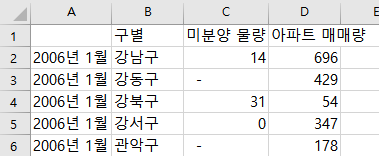 A B C D E
1 구별 미분양 물량 아파트 매매량
2 2006년 1월 강남구 14 696
3 2006년 1월 강동구 - 429
4 2006년 1월 강북구 31 54
5 2006년 1월 강서구 0 347
6 2006년 1월 관악구 - 178